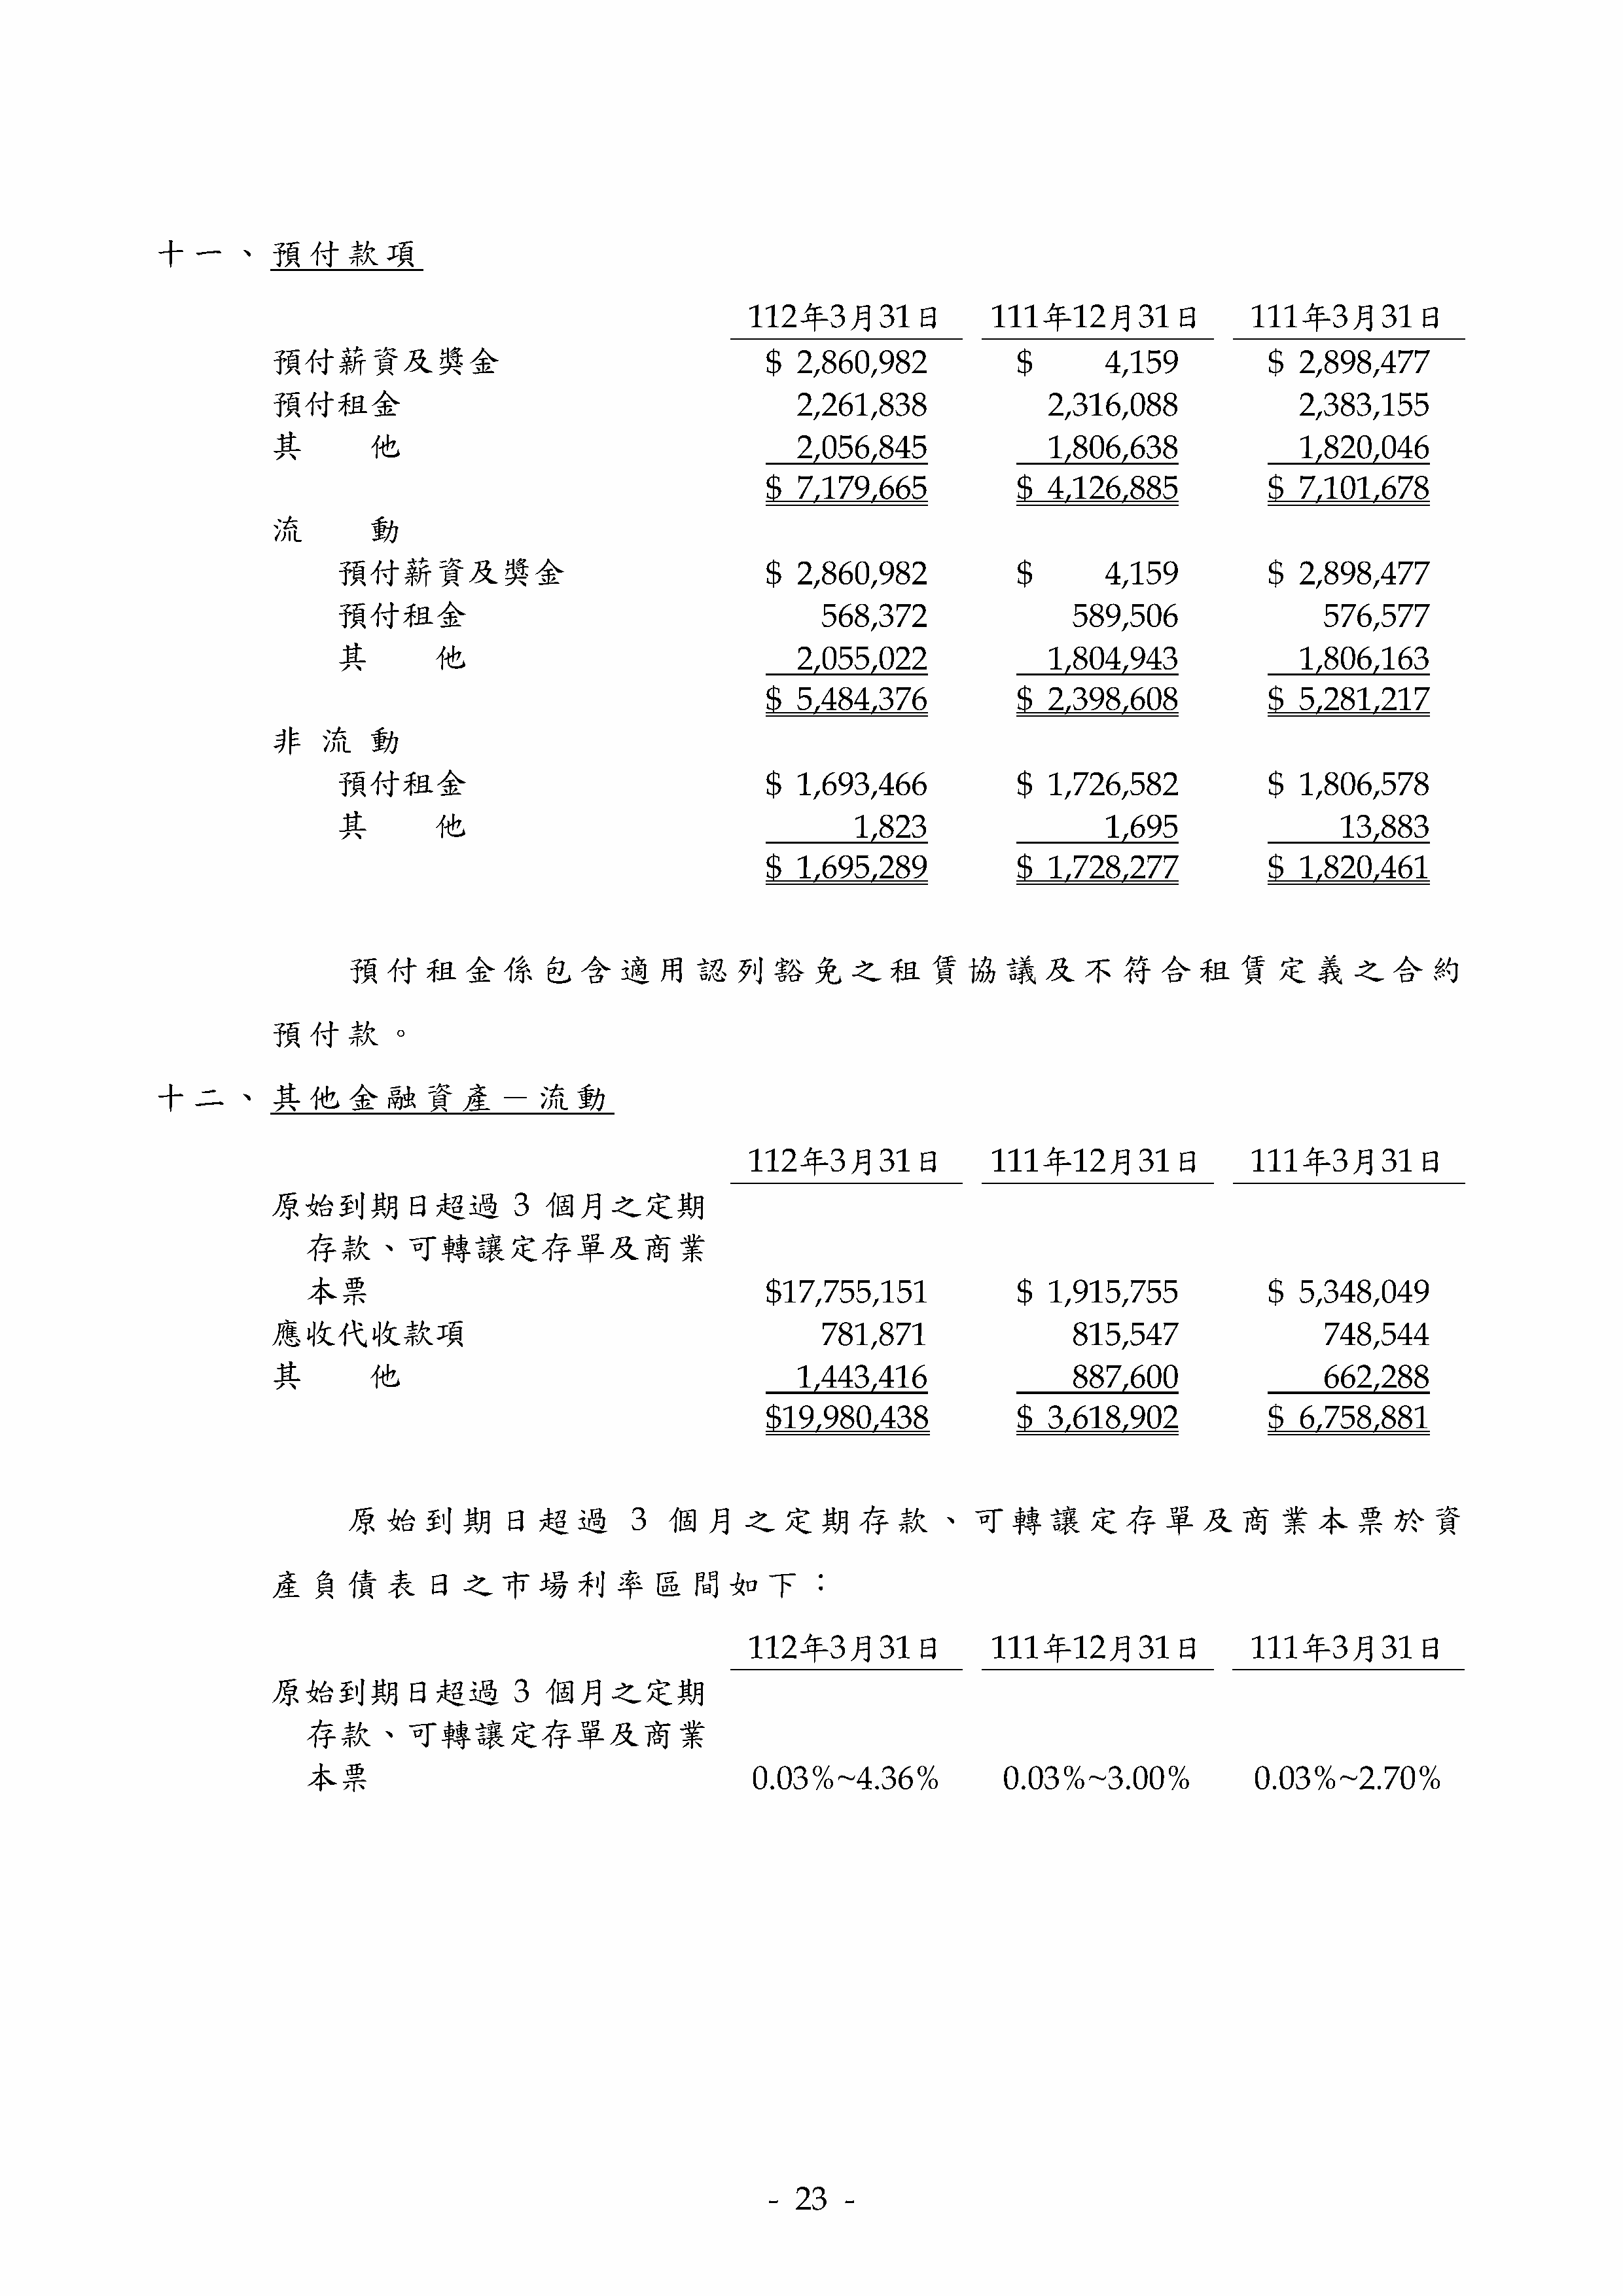 十一、預付款項
112年3月31日 111年12月31日 111年3月31日
預付薪資及獎金 $ 2,860,982 $ 4,159 $ 2,898,477
預付租金 2,261,838 2,316,088 2,383,155
其 他 2,056,845 1,806,638 1,820,046
$ 7,179,665 $ 4,126,885 $ 7,101,678
流 動
預付薪資及獎金 $ 2,860,982 $ 4,159 $ 2,898,477
預付租金 568,372 589,506 576,577
其 他 2,055,022 1,804,943 1,806,163
$ 5,484,376 $ 2,398,608 $ 5,281,217
非 流 動
預付租金 $ 1,693,466 $ 1,726,582 $ 1,806,578
其 他 1,823 1,695 13,883
$ 1,695,289 $ 1,728,277 $ 1,820,461
預付租金係包含適用認列豁免之租賃協議及不符合租賃定義之合約
預付款。
十二、其他金融資產－流動
112年3月31日 111年12月31日 111年3月31日
原始到期日超過 3 個月之定期
存款、可轉讓定存單及商業
本票 $17,755,151 $ 1,915,755 $ 5,348,049
應收代收款項 781,871 815,547 748,544
其 他 1,443,416 887,600 662,288
$19,980,438 $ 3,618,902 $ 6,758,881
原始到期日超過 3 個月之定期存款、可轉讓定存單及商業本票於資
產負債表日之市場利率區間如下：
112年3月31日 111年12月31日 111年3月31日
原始到期日超過 3 個月之定期
存款、可轉讓定存單及商業
本票 0.03%~4.36% 0.03%~3.00% 0.03%~2.70%
- 23 -